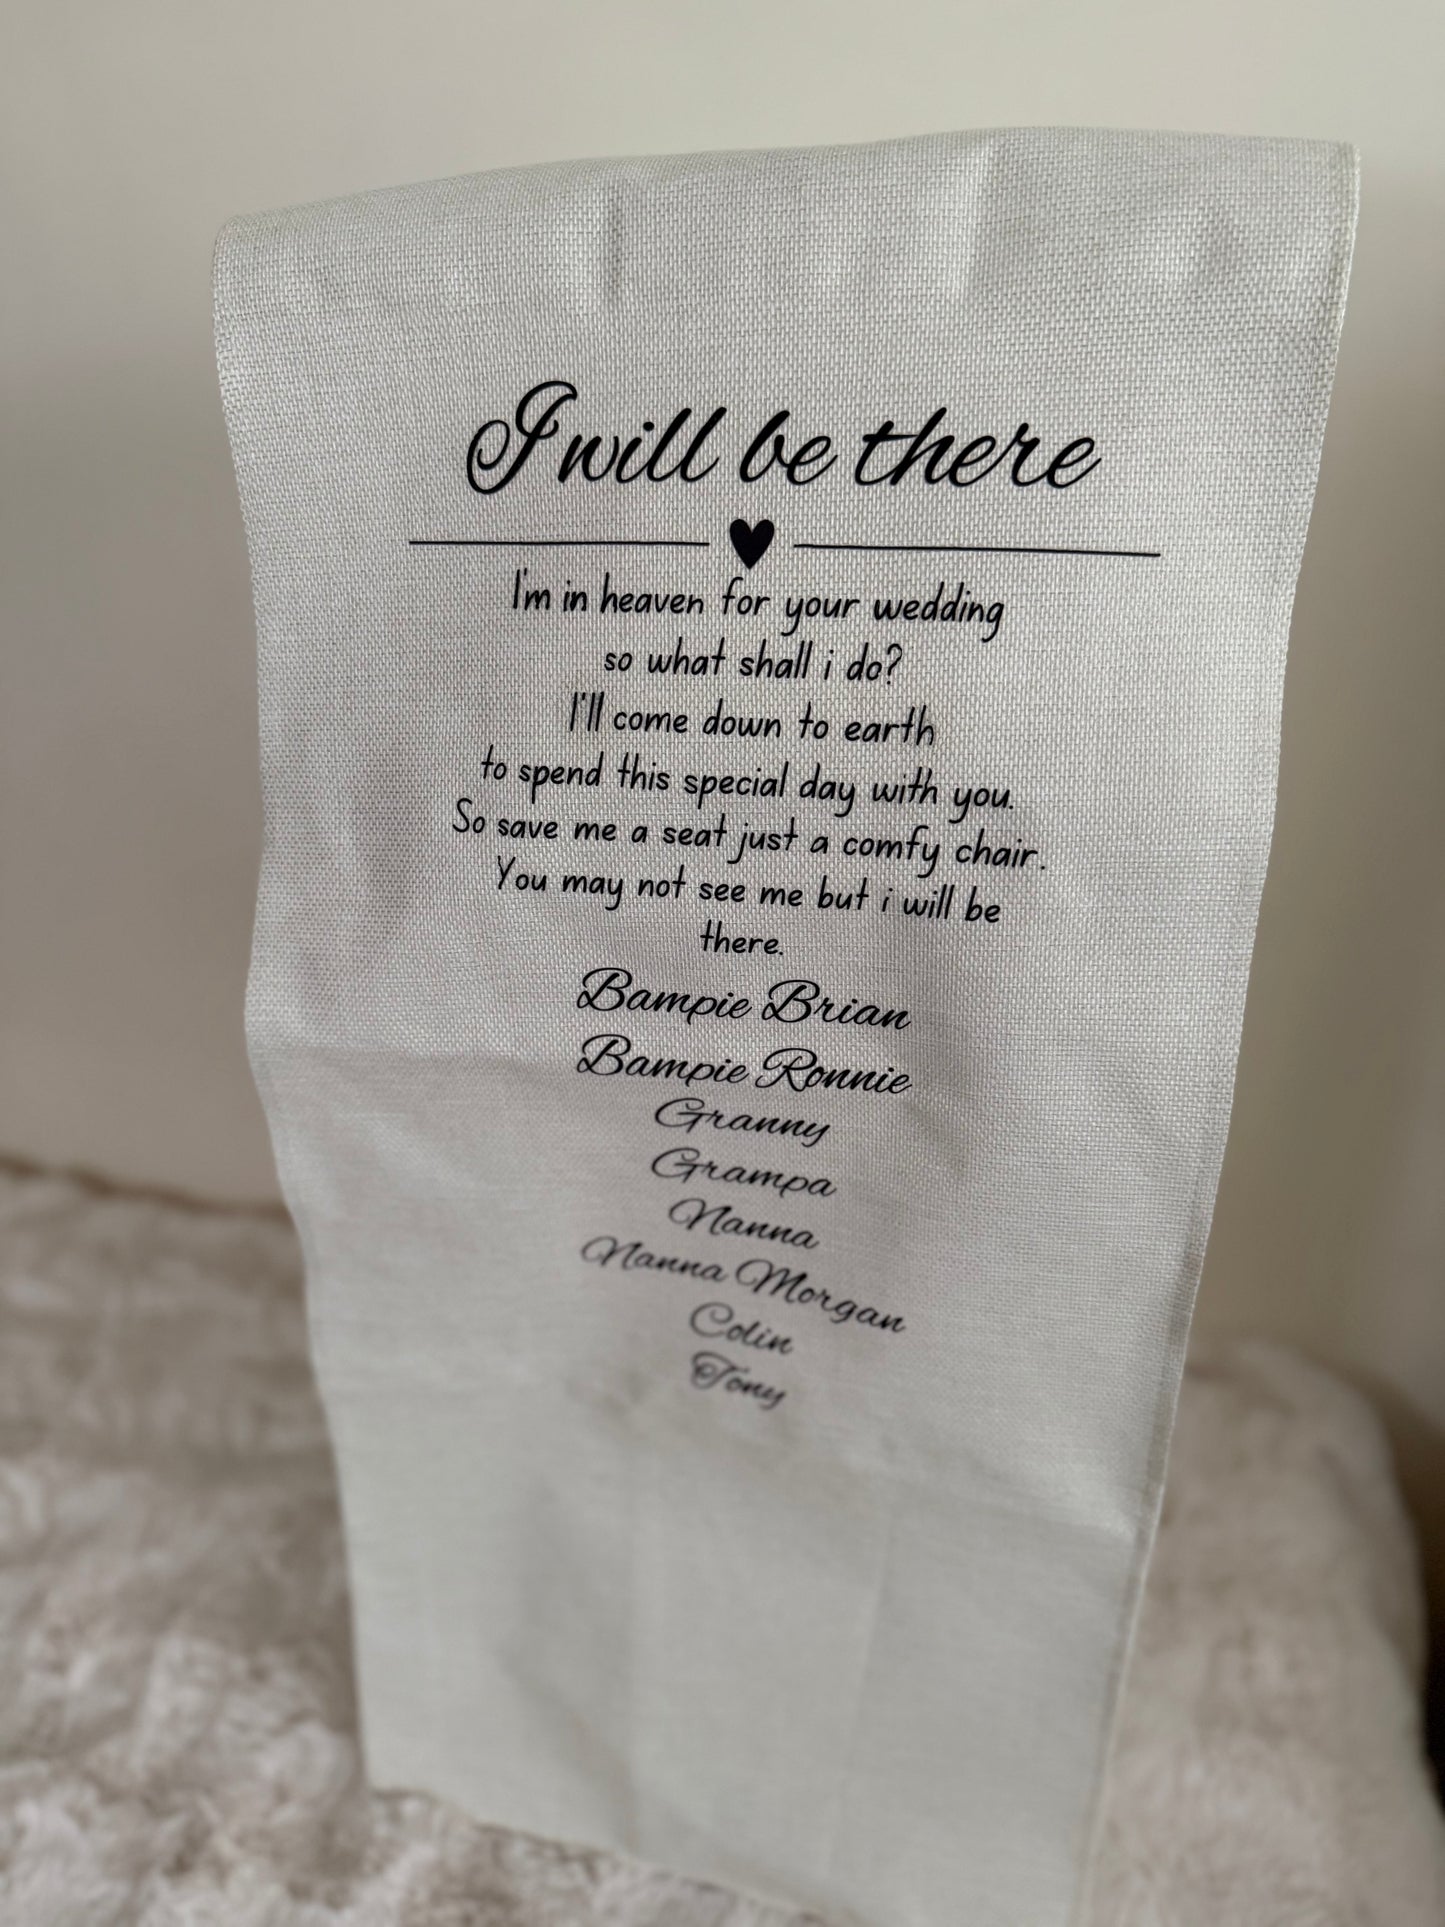 I will be there
I'm in heaven for your wedding
so what shall i do?
I'll come down to earth
to spend this special day with you.
So save me a seat just a comfy chair.
You may not see me but i will be
there.
Bampie Brian
Bampie Ronnie
Granny
Grampa
Nanna
Nanna Morgan
Colin
Tony